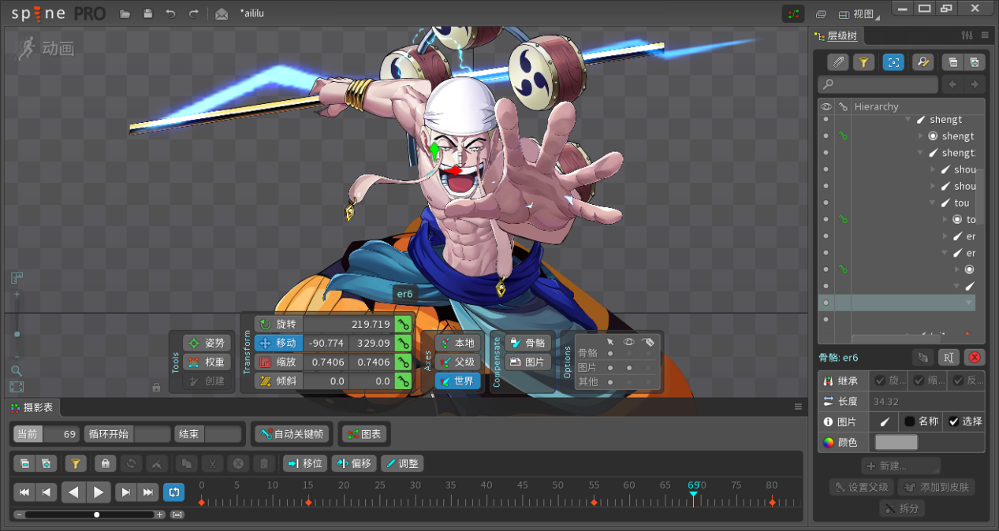 spine PRO
*aililu
视图
动画
层级树
Hierarchy
shengt
shengt
shengt
shou
shou
tou
to
er
er
er6
Tools
姿势
权重
创建
Transform
旋转 219.719
移动 -90.774 329.09
缩放 0.7406 0.7406
倾斜 0.0 0.0
Axes
本地
父级
世界
Compensate
骨骼
图片
Options
骨骼
图片
其他
骨骼: er6
继承 旋... 缩... 反...
长度 34.32
图片 名称 选择
颜色
新建...
设置父级 添加到皮肤
拆分
摄影表
当前 69 循环开始 结束 自动关键帧 图表
移位 偏移 调整
0 5 10 15 20 25 30 35 40 45 50 55 60 65 69 75 80